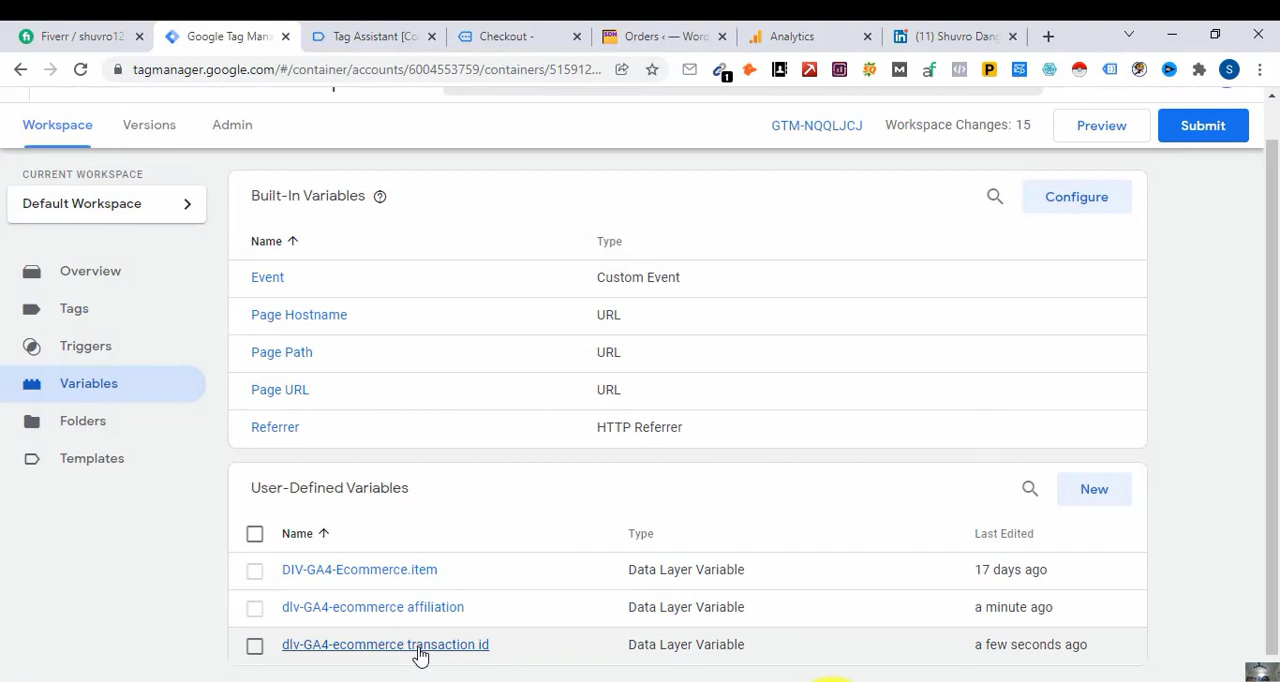 Fiverr / shuvro12
Google Tag Mana
Tag Assistant [Co
Checkout -
Orders ‹ — Wor
Analytics
(11) Shuvro Dang
tagmanager.google.com/#/container/accounts/6004553759/containers/515912...
1
S
Workspace
Versions
Admin
GTM-NQQLJCJ
Workspace Changes: 15
Preview
Submit
CURRENT WORKSPACE
Default Workspace
Overview
Tags
Triggers
Variables
Folders
Templates
Built-In Variables
Configure
Name Type
Event Custom Event
Page Hostname URL
Page Path URL
Page URL URL
Referrer HTTP Referrer
User-Defined Variables
New
Name Type Last Edited
DIV-GA4-Ecommerce.item Data Layer Variable 17 days ago
dlv-GA4-ecommerce affiliation Data Layer Variable a minute ago
dlv-GA4-ecommerce transaction id Data Layer Variable a few seconds ago